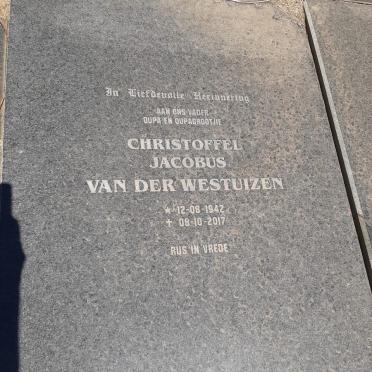 In Liefdevolle Herinnering
AAN ONS VADER
OUPA EN OUPAGROOTJIE
CHRISTOFFEL
JACOBUS
VAN DER WESTUIZEN
★ 12-08-1942
✝ 08-10-2017
RUS IN VREDE